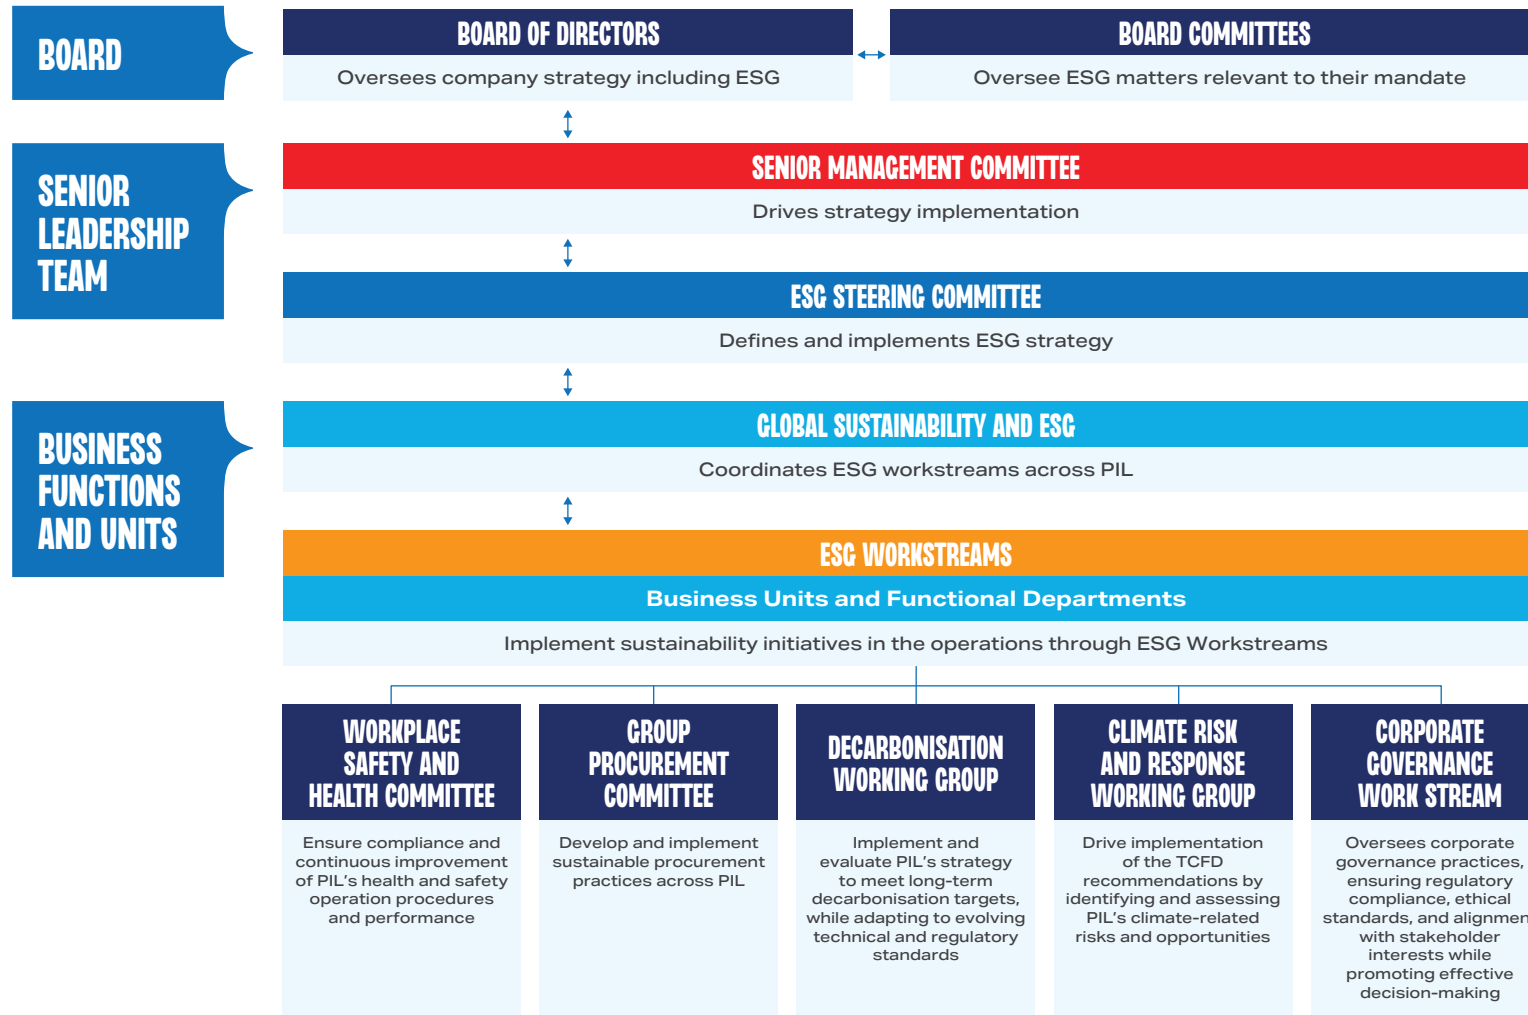 BOARD
BOARD OF DIRECTORS
Oversees company strategy including ESG
BOARD COMMITTEES
Oversee ESG matters relevant to their mandate
SENIOR
LEADERSHIP
TEAM
SENIOR MANAGEMENT COMMITTEE
Drives strategy implementation
ESG STEERING COMMITTEE
Defines and implements ESG strategy
BUSINESS
FUNCTIONS
AND UNITS
GLOBAL SUSTAINABILITY AND ESG
Coordinates ESG workstreams across PIL
ESG WORKSTREAMS
Business Units and Functional Departments
Implement sustainability initiatives in the operations through ESG Workstreams
WORKPLACE
SAFETY AND
HEALTH COMMITTEE
Ensure compliance and
continuous improvement
of PIL's health and safety
operation procedures
and performance
GROUP
PROCUREMENT
COMMITTEE
Develop and implement
sustainable procurement
practices across PIL
DECARBONISATION
WORKING GROUP
Implement and
evaluate PIL's strategy
to meet long-term
decarbonisation targets,
while adapting to evolving
technical and regulatory
standards
CLIMATE RISK
AND RESPONSE
WORKING GROUP
Drive implementation
of the TCFD
recommendations by
identifying and assessing
PIL's climate-related
risks and opportunities
CORPORATE
GOVERNANCE
WORK STREAM
Oversees corporate
governance practices,
ensuring regulatory
compliance, ethical
standards, and alignmen
with stakeholder
interests while
promoting effective
decision-making